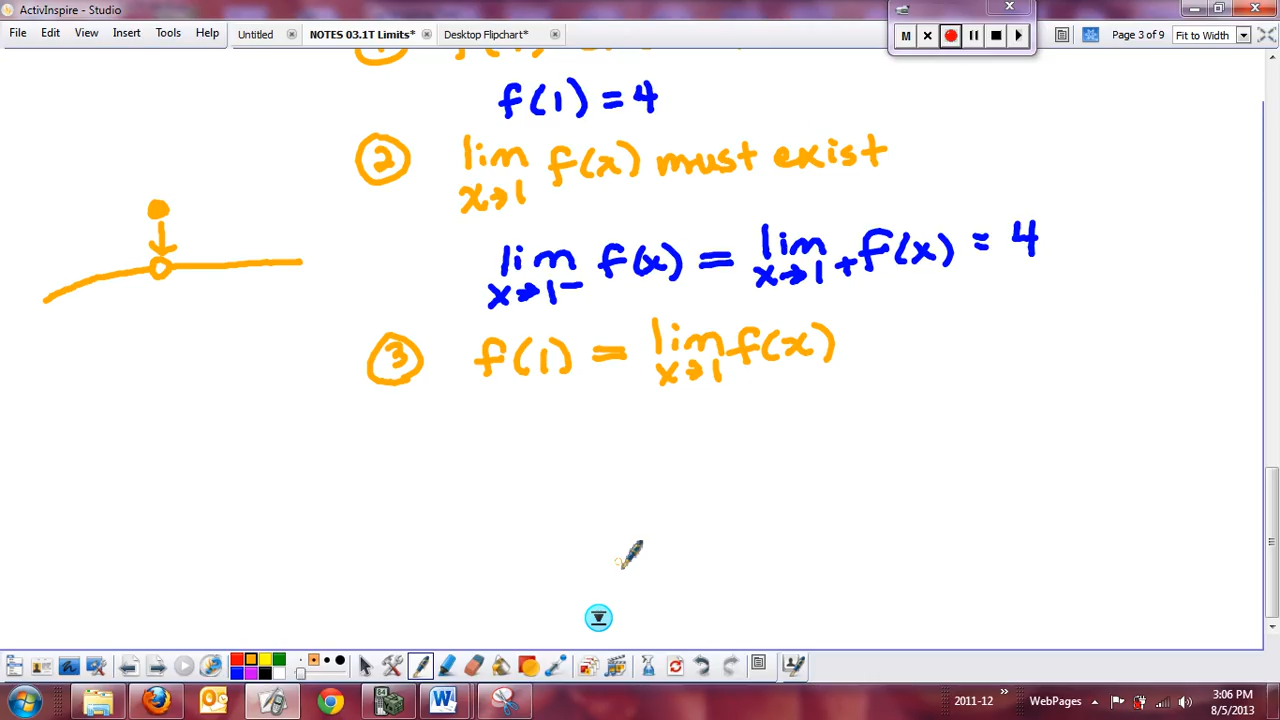 ActivInspire - Studio
File Edit View Insert Tools Help
Untitled
NOTES 03.1T Limits*
Desktop Flipchart*
M
Page 3 of 9
Fit to Width
f(1) = 4
② lim f(x) must exist
x→1
lim f(x) = lim f(x) = 4
x→1⁻ x→1+
③ f(1) = lim f(x)
x→1
2011-12
»
WebPages
3:06 PM
8/5/2013